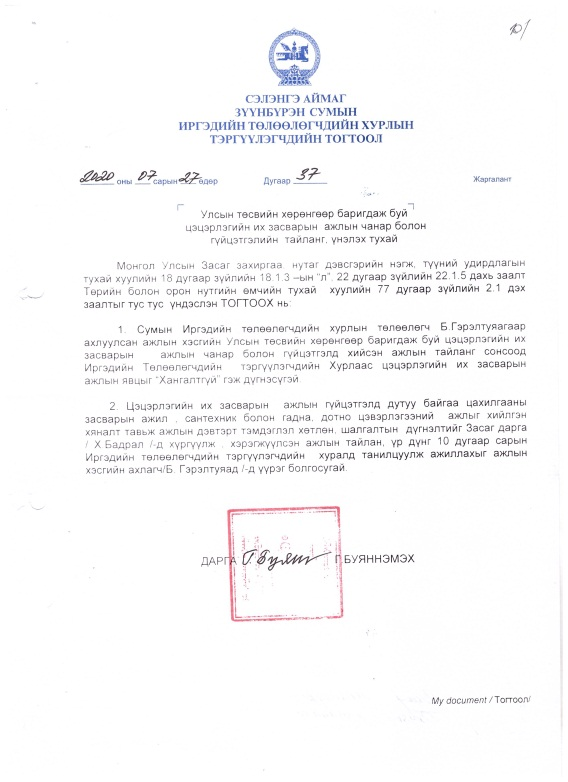 10/
СЭЛЭНГЭ АЙМАГ
ЗҮҮНБҮРЭН СУМЫН
ИРГЭДИЙН ТӨЛӨӨЛӨГЧДИЙН ХУРЛЫН
ТЭРГҮҮЛЭГЧДИЙН ТОГТООЛ
2020 оны 07 сарын 27 өдөр Дугаар 37 Жаргалант
Улсын төсвийн хөрөнгөөр баригдаж буй
цэцэрлэгийн их засварын ажлын чанар болон
гүйцэтгэлийн тайланг, үнэлэх тухай
Монгол Улсын Засаг захиргаа нутаг дэвсгэрийн нэгж, түүний удирдлагын
тухай хуулийн 18 дугаар зүйлийн 18.1.3 –ын "л", 22 дугаар зүйлийн 22.1.5 дахь заалт
Төрийн болон орон нутгийн өмчийн тухай хуулийн 77 дугаар зүйлийн 2.1 дэх
заалтыг тус тус үндэслэн ТОГТООХ нь:
1. Сумын Иргэдийн төлөөлөгчдийн хурлын төлөөлөгч Б.Гэрэлтуяагаар
ахлуулсан ажлын хэсгийн Улсын төсвийн хөрөнгөөр баригдаж буй цэцэрлэгийн их
засварын ажлын чанар болон гүйцэтгэлд хийсэн ажлын тайланг сонсоод
Иргэдийн Төлөөлөгчдийн тэргүүлэгчдийн Хурлаас цэцэрлэгийн их засварын
ажлын явцыг "Хангалтгүй" гэж дүгнэсүгэй.
2. Цэцэрлэгийн их засварын ажлын гүйцэтгэлд дутуу байгаа цахилгааны
засварын ажил , сантехник болон гадна, дотно цэвэрлэгээний ажлыг хийлгэн
хяналт тавьж ажлын дэвтэрт тэмдэглэл хөтлөн, шалгалтын дүгнэлтийг Засаг дарга
/ Х.Бадрал /-д хүргүүлж , хэрэгжүүлсэн ажлын тайлан, үр дүнг 10 дугаар сарын
Иргэдийн төлөөлөгчдийн тэргүүлэгчдийн хуралд танилцуулж ажиллахыг ажлын
хэсгийн ахлагч/Б. Гэрэлтуяад /-д үүрэг болгосугай.
ДАРГА Г.Буян Г.БУЯННЭМЭХ
My document / Тогтоол/